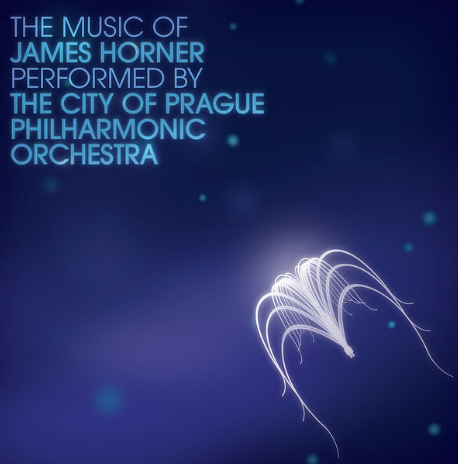 THE MUSIC OF
JAMES HORNER
PERFORMED BY
THE CITY OF PRAGUE
PHILHARMONIC
ORCHESTRA